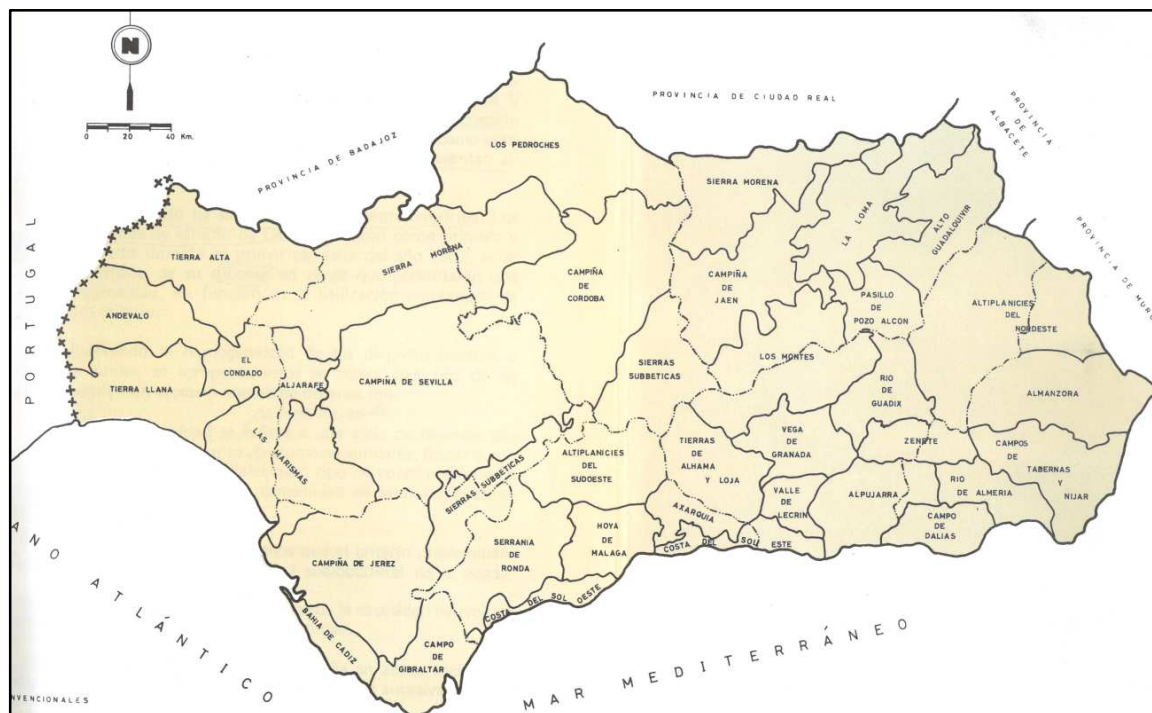 N
0 20 40 Km.
PROVINCIA DE CIUDAD REAL
PROVINCIA
DE
ALBACETE
PROVINCIA DE BADAJOZ
PROVINCIA DE MURC
PORTUGAL
LOS PEDROCHES
SIERRA MORENA
LA LOMA
ALTO
GUADALQUIVIR
TIERRA ALTA
SIERRA MORENA
CAMPIÑA
DE
CORDOBA
CAMPIÑA
DE
JAEN
PASILLO
DE
POZO ALCON
ALTIPLANICIES
DEL
NORDESTE
ANDEVALO
EL
CONDADO
ALJARAFE
CAMPIÑA DE SEVILLA
SIERRAS
SUBBETICAS
LOS MONTES
TIERRA LLANA
RIO
DE
GUADIX
ALMANZORA
LAS
MARISMAS
SIERRAS SUBBETICAS
ALTIPLANICIES
DEL
SUDOESTE
TIERRAS
DE
ALHAMA
Y LOJA
VEGA
DE
GRANADA
ZENETE
CAMPOS
DE
TABERNAS
Y
NIJAR
VALLE
DE
LECRIN
ALPUJARRA
RIO
DE ALMERIA
AXARQUIA
CAMPO
DE
DALIAS
CAMPIÑA DE JEREZ
SERRANIA
DE
RONDA
HOYA
DE
MALAGA
COSTA DEL SOL ESTE
COSTA DEL SOL OESTE
BAHIA DE CADIZ
CAMPO
DE
GIBRALTAR
ANO ATLÁNTICO
MAR MEDITERRÁNEO
NVENCIONALES